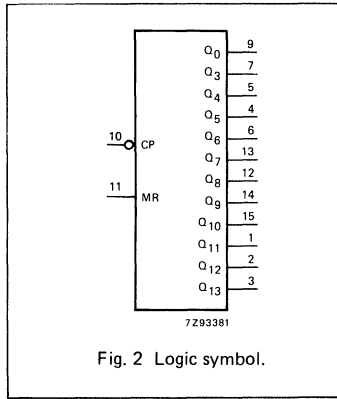 Q0 9
Q3 7
Q4 5
Q5 4
10 CP Q6 6
Q7 13
Q8 12
11 MR Q9 14
Q10 15
Q11 1
Q12 2
Q13 3
7Z93381
Fig. 2 Logic symbol.